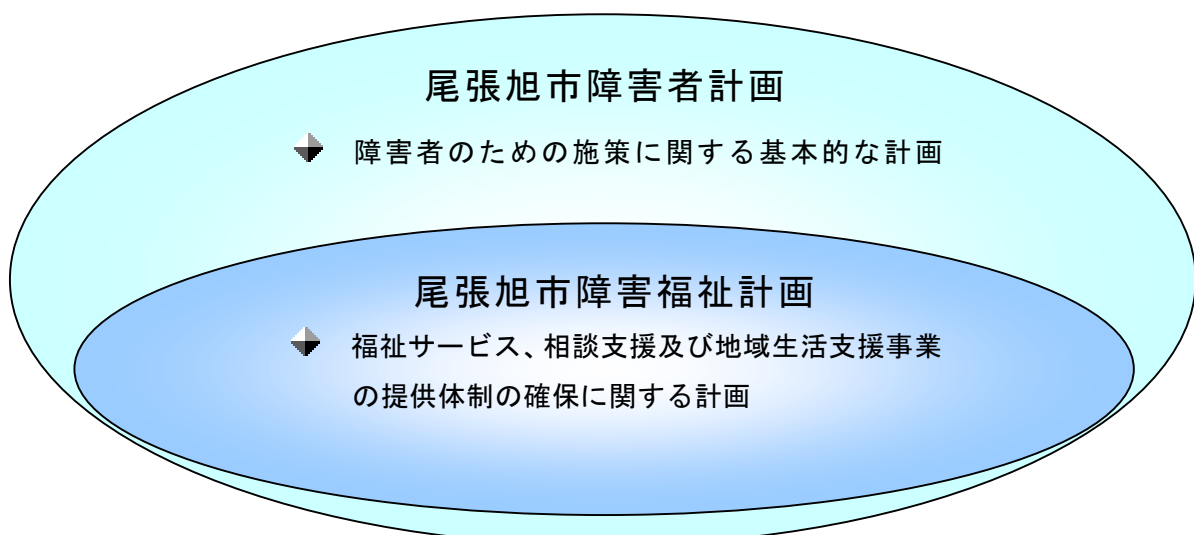 尾張旭市障害者計画
障害者のための施策に関する基本的な計画
尾張旭市障害福祉計画
福祉サービス、相談支援及び地域生活支援事業
の提供体制の確保に関する計画